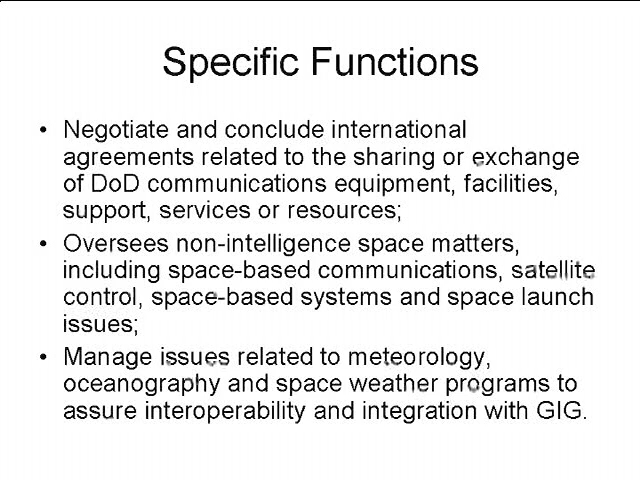 Specific Functions
• Negotiate and conclude international
agreements related to the sharing or exchange
of DoD communications equipment, facilities,
support, services or resources;
• Oversees non-intelligence space matters,
including space-based communications, satellite
control, space-based systems and space launch
issues;
• Manage issues related to meteorology,
oceanography and space weather programs to
assure interoperability and integration with GIG.